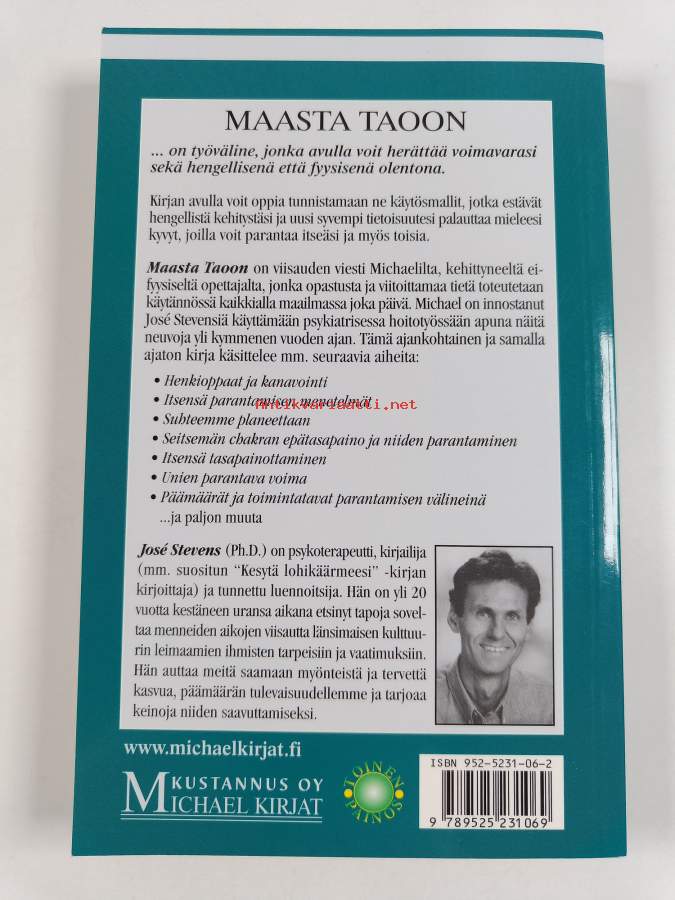 MAASTA TAOON
... on työväline, jonka avulla voit herättää voimavarasi
sekä hengellisenä että fyysisenä olentona.
Kirjan avulla voit oppia tunnistamaan ne käytösmallit, jotka estävät
hengellistä kehitystäsi ja uusi syvempi tietoisuutesi palauttaa mieleesi
kyvyt, joilla voit parantaa itseäsi ja myös toisia.
Maasta Taoon on viisauden viesti Michaelilta, kehittyneeltä ei-
fyysiseltä opettajalta, jonka opastusta ja viitoittamaa tietä toteutetaan
käytännössä kaikkialla maailmassa joka päivä. Michael on innostanut
José Stevensiä käyttämään psykiatrisessa hoitotyössään apuna näitä
neuvoja yli kymmenen vuoden ajan. Tämä ajankohtainen ja samalla
ajaton kirja käsittelee mm. seuraavia aiheita:
• Henkioppaat ja kanavointi
• Itsensä parantamisen menetelmät
Antikvariaatti.net
• Suhteemme planeettaan
• Seitsemän chakran epätasapaino ja niiden parantaminen
• Itsensä tasapainottaminen
• Unien parantava voima
• Päämäärät ja toimintatavat parantamisen välineinä
...ja paljon muuta
José Stevens (Ph.D.) on psykoterapeutti, kirjailija
(mm. suositun “Kesytä lohikäärmeesi” -kirjan
kirjoittaja) ja tunnettu luennoitsija. Hän on yli 20
vuotta kestäneen uransa aikana etsinyt tapoja sovel-
taa menneiden aikojen viisautta länsimaisen kulttuu-
rin leimaamien ihmisten tarpeisiin ja vaatimuksiin.
Hän auttaa meitä saamaan myönteistä ja tervettä
kasvua, päämäärän tulevaisuudellemme ja tarjoaa
keinoja niiden saavuttamiseksi.
www.michaelkirjat.fi
KUSTANNUS OY
MICHAEL KIRJAT
TOINEN
PAINOS
ISBN 952-5231-06-2
9 789525 231069